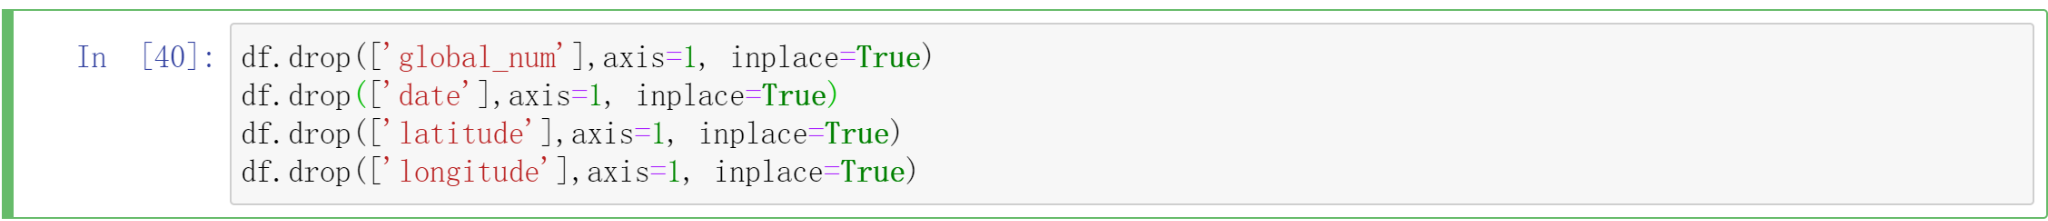 In [40]: df.drop(['global_num'],axis=1, inplace=True)
df.drop(['date'],axis=1, inplace=True)
df.drop(['latitude'],axis=1, inplace=True)
df.drop(['longitude'],axis=1, inplace=True)